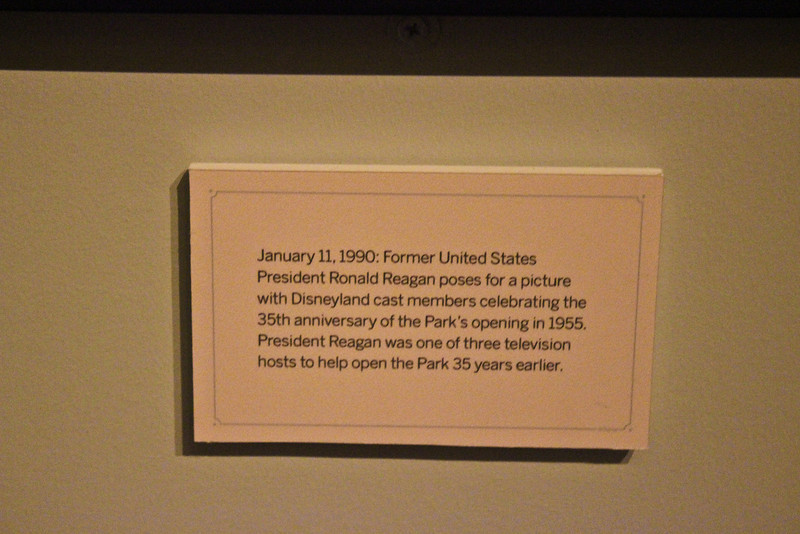 January 11, 1990: Former United States
President Ronald Reagan poses for a picture
with Disneyland cast members celebrating the
35th anniversary of the Park's opening in 1955.
President Reagan was one of three television
hosts to help open the Park 35 years earlier.